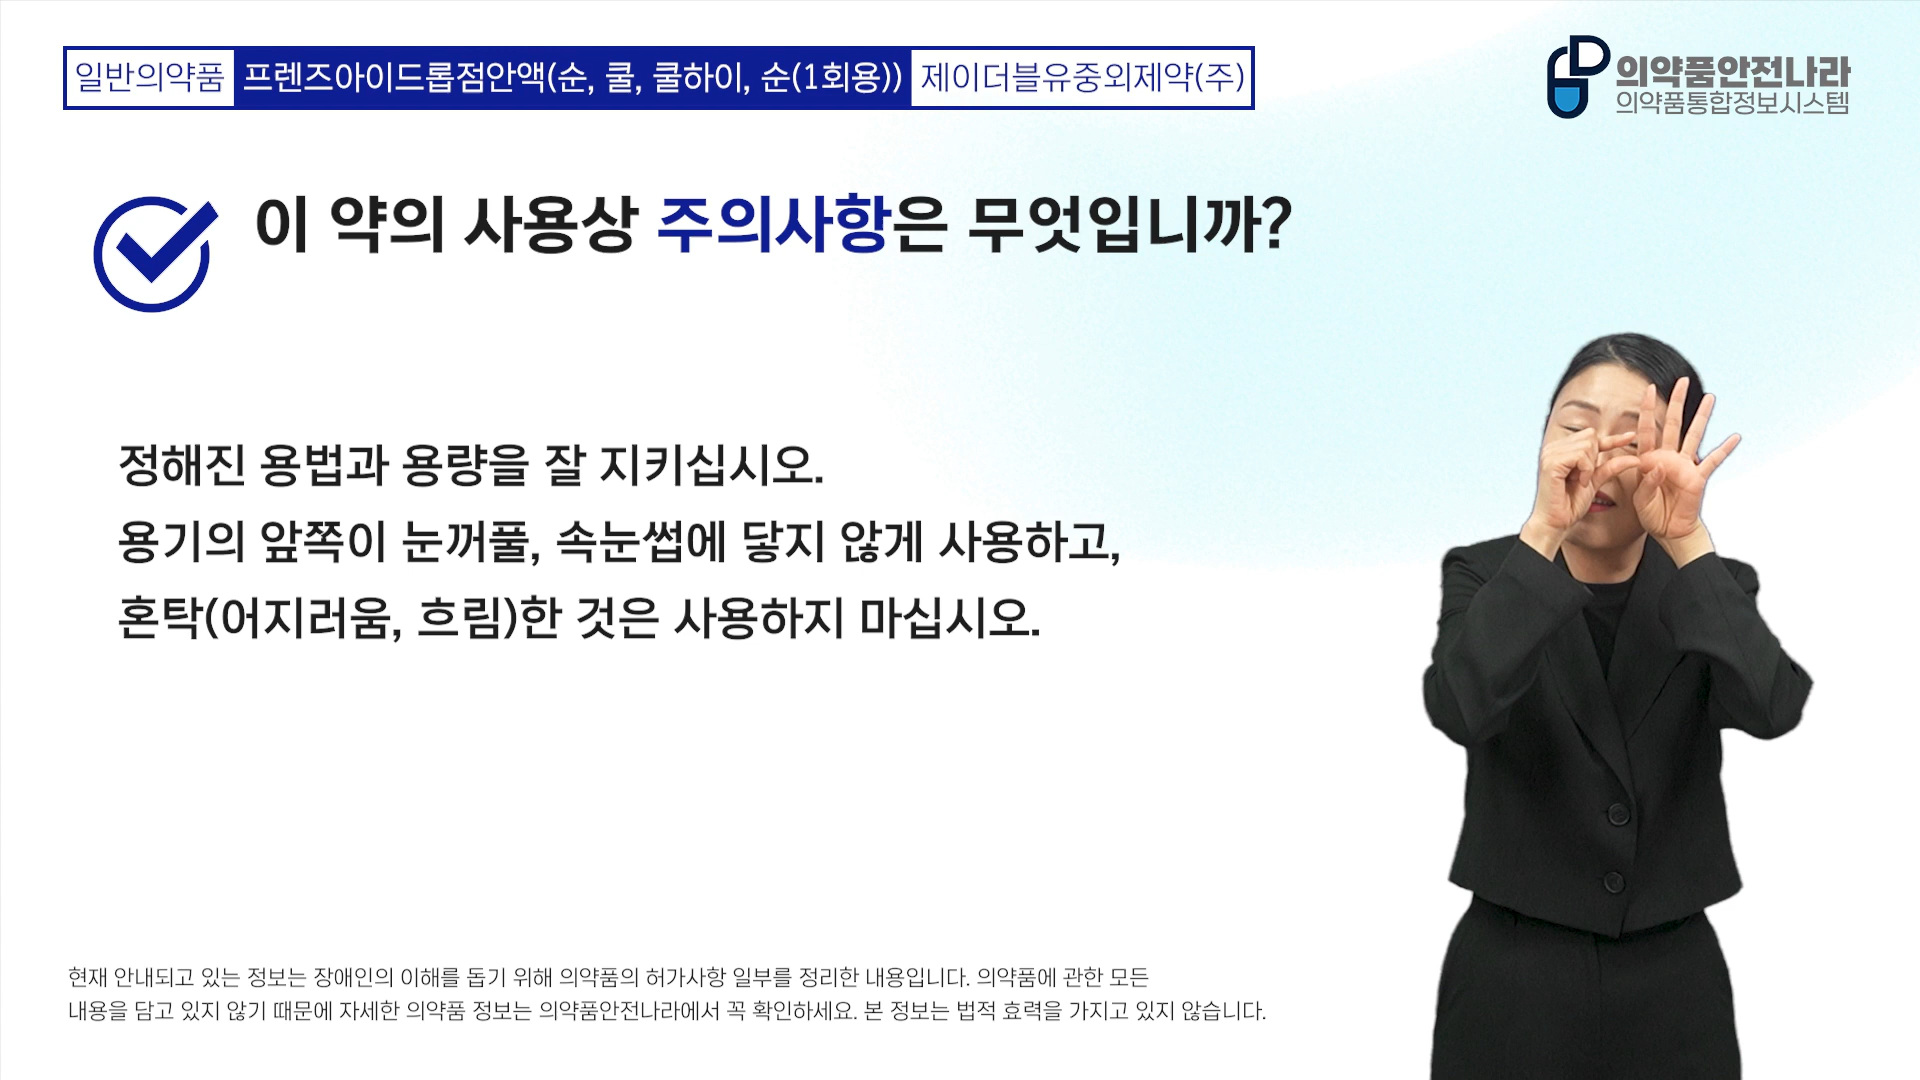 일반의약품 프렌즈아이드롭점안액(순, 쿨, 쿨하이, 순(1회용)) 제이더블유중외제약(주)
의약품안전나라
의약품통합정보시스템
이 약의 사용상 주의사항은 무엇입니까?
정해진 용법과 용량을 잘 지키십시오.
용기의 앞쪽이 눈꺼풀, 속눈썹에 닿지 않게 사용하고,
혼탁(어지러움, 흐림)한 것은 사용하지 마십시오.
현재 안내되고 있는 정보는 장애인의 이해를 돕기 위해 의약품의 허가사항 일부를 정리한 내용입니다. 의약품에 관한 모든
내용을 담고 있지 않기 때문에 자세한 의약품 정보는 의약품안전나라에서 꼭 확인하세요. 본 정보는 법적 효력을 가지고 있지 않습니다.